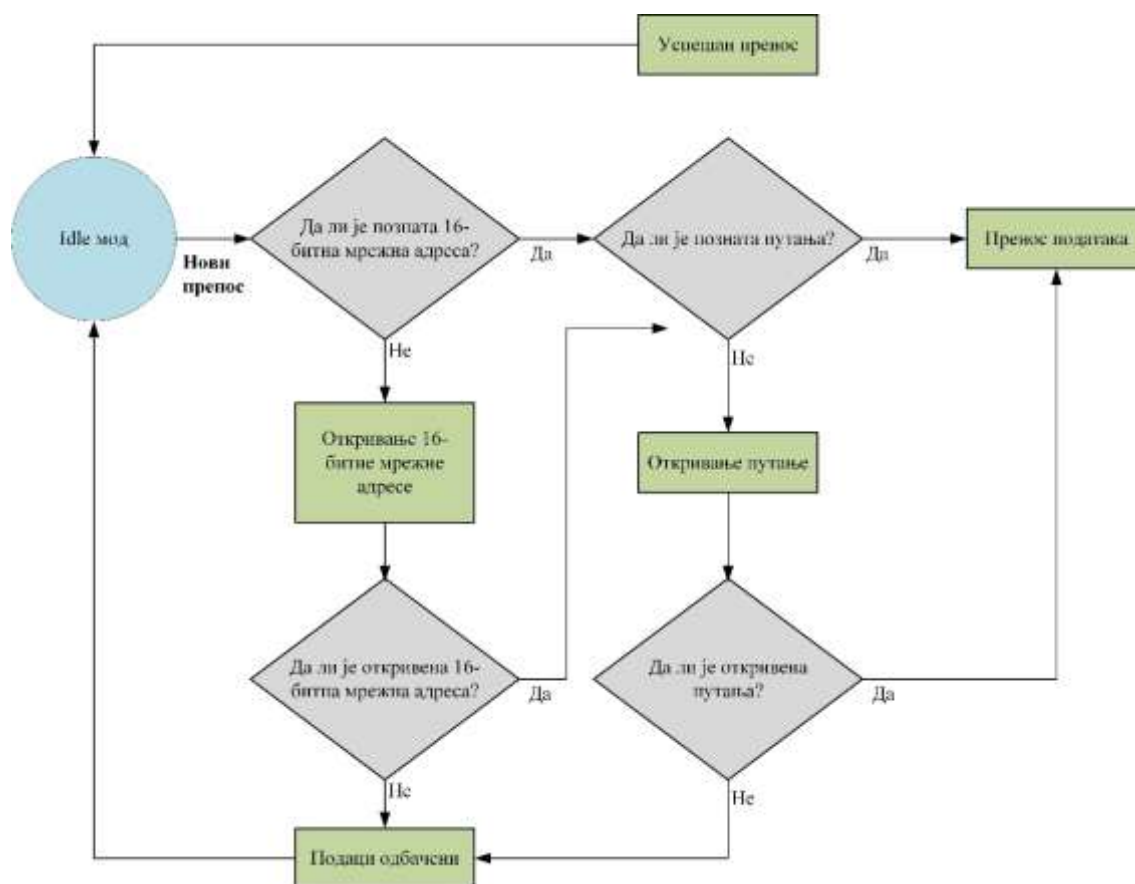 Успешан пренос
Idle мод
Нови
пренос
Да ли је позната 16-
битна мрежна адреса?
Да
Да ли је позната путања?
Да
Пренос података
Не
Не
Откривање 16-
битне мрежне
адресе
Откривање путање
Да ли је откривена 16-
битна мрежна адреса?
Да
Да ли је откривена
путања?
Да
Не
Не
Подаци одбачени